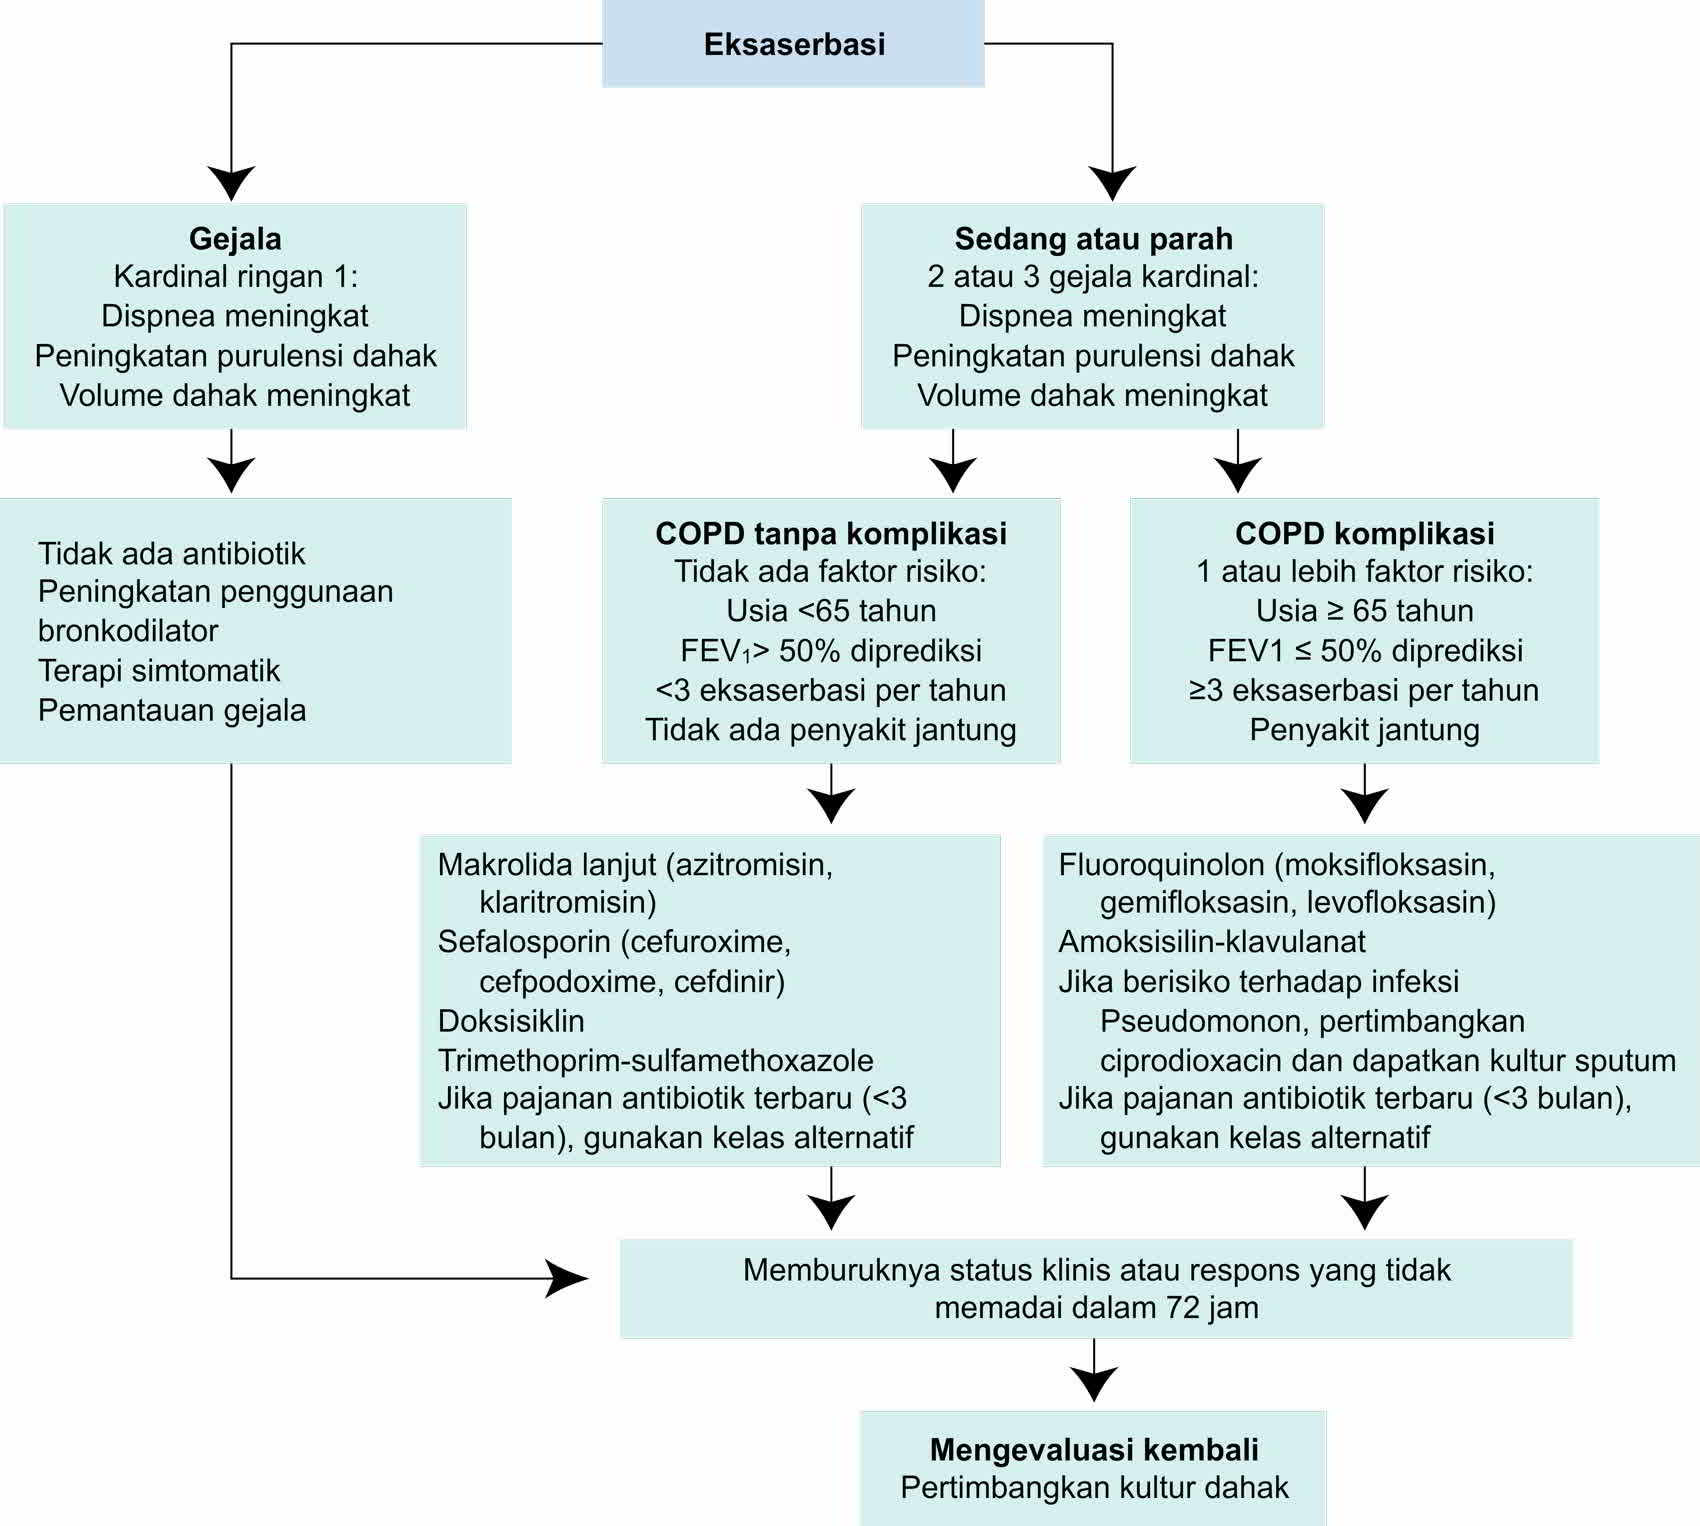 Eksaserbasi
Gejala
Kardinal ringan 1:
Dispnea meningkat
Peningkatan purulensi dahak
Volume dahak meningkat
Sedang atau parah
2 atau 3 gejala kardinal:
Dispnea meningkat
Peningkatan purulensi dahak
Volume dahak meningkat
Tidak ada antibiotik
Peningkatan penggunaan
bronkodilator
Terapi simtomatik
Pemantauan gejala
COPD tanpa komplikasi
Tidak ada faktor risiko:
Usia <65 tahun
FEV₁> 50% diprediksi
<3 eksaserbasi per tahun
Tidak ada penyakit jantung
COPD komplikasi
1 atau lebih faktor risiko:
Usia ≥ 65 tahun
FEV1 ≤ 50% diprediksi
≥3 eksaserbasi per tahun
Penyakit jantung
Makrolida lanjut (azitromisin,
klaritromisin)
Sefalosporin (cefuroxime,
cefpodoxime, cefdinir)
Doksisiklin
Trimethoprim-sulfamethoxazole
Jika pajanan antibiotik terbaru (<3
bulan), gunakan kelas alternatif
Fluoroquinolon (moksifloksasin,
gemifloksasin, levofloksasin)
Amoksisilin-klavulanat
Jika berisiko terhadap infeksi
Pseudomonon, pertimbangkan
ciprodioxacin dan dapatkan kultur sputum
Jika pajanan antibiotik terbaru (<3 bulan),
gunakan kelas alternatif
Memburuknya status klinis atau respons yang tidak
memadai dalam 72 jam
Mengevaluasi kembali
Pertimbangkan kultur dahak